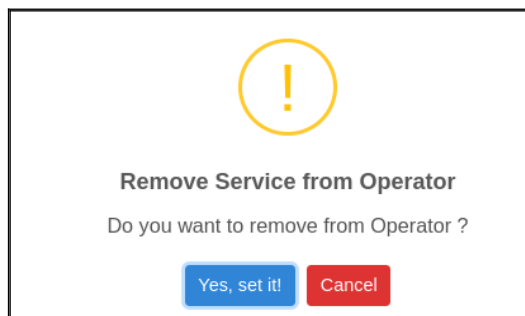 !
Remove Service from Operator
Do you want to remove from Operator ?
Yes, set it! Cancel